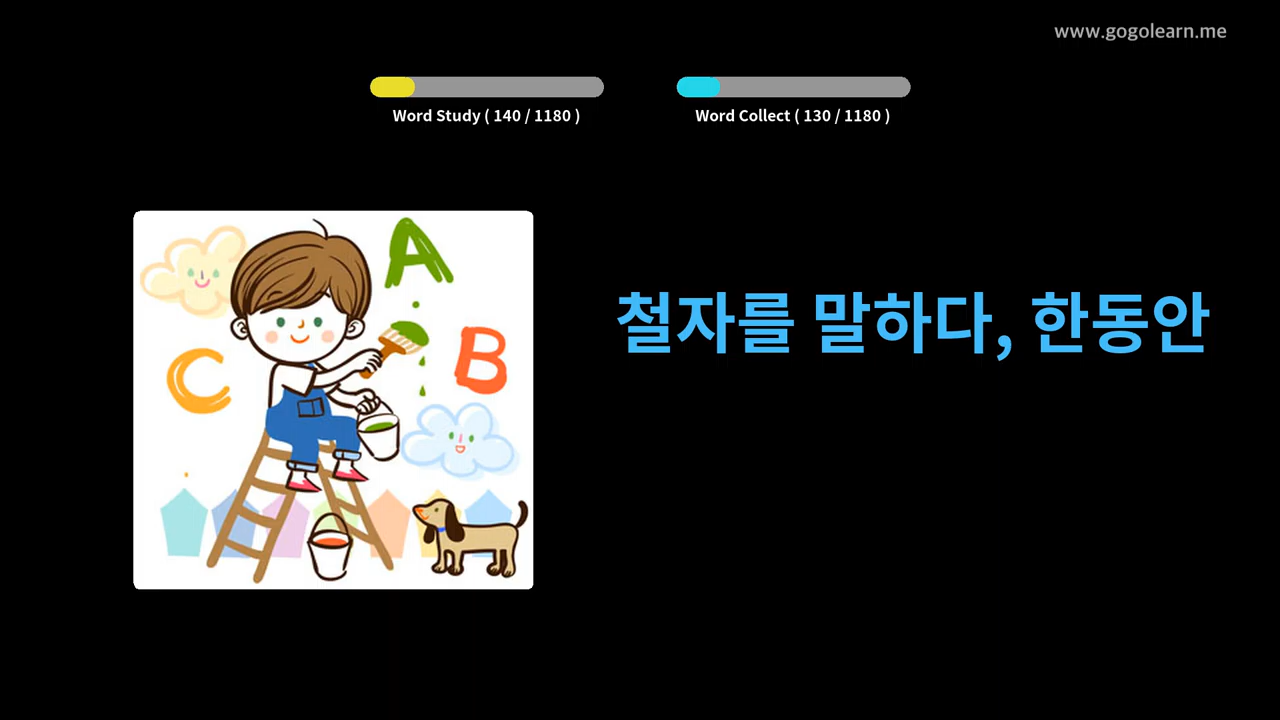 www.gogolearn.me
Word Study ( 140 / 1180 )
Word Collect ( 130 / 1180 )
A
B
C
철자를 말하다, 한동안